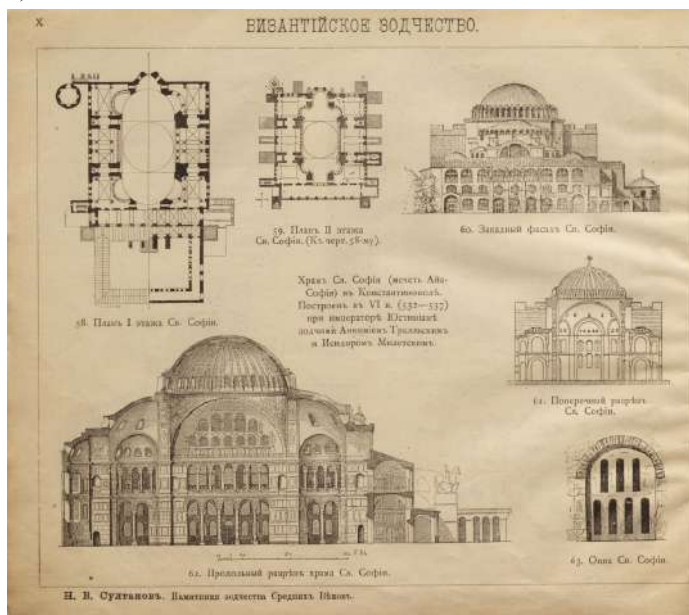 X
ВИЗАНТІЙСКОЕ ЗОДЧЕСТВО.
58. Планъ I этажа Св. Софіи.
59. Планъ II этажа
Св. Софіи. (Къ черт. 58-му).
60. Западный фасадъ Св. Софіи.
Храмъ Св. Софіи (мечеть Айя-
Софія) въ Константинополѣ.
Построенъ въ VI в. (532—537)
при императорѣ Юстиніанѣ
зодчими Анѳиміемъ Тралльскимъ
и Исидоромъ Милетскимъ.
61. Поперечный разрѣзъ
Св. Софіи.
62. Продольный разрѣзъ храма Св. Софіи.
63. Окна Св. Софіи.
Н. В. Султановъ. Памятники зодчества Среднихъ Вѣковъ.